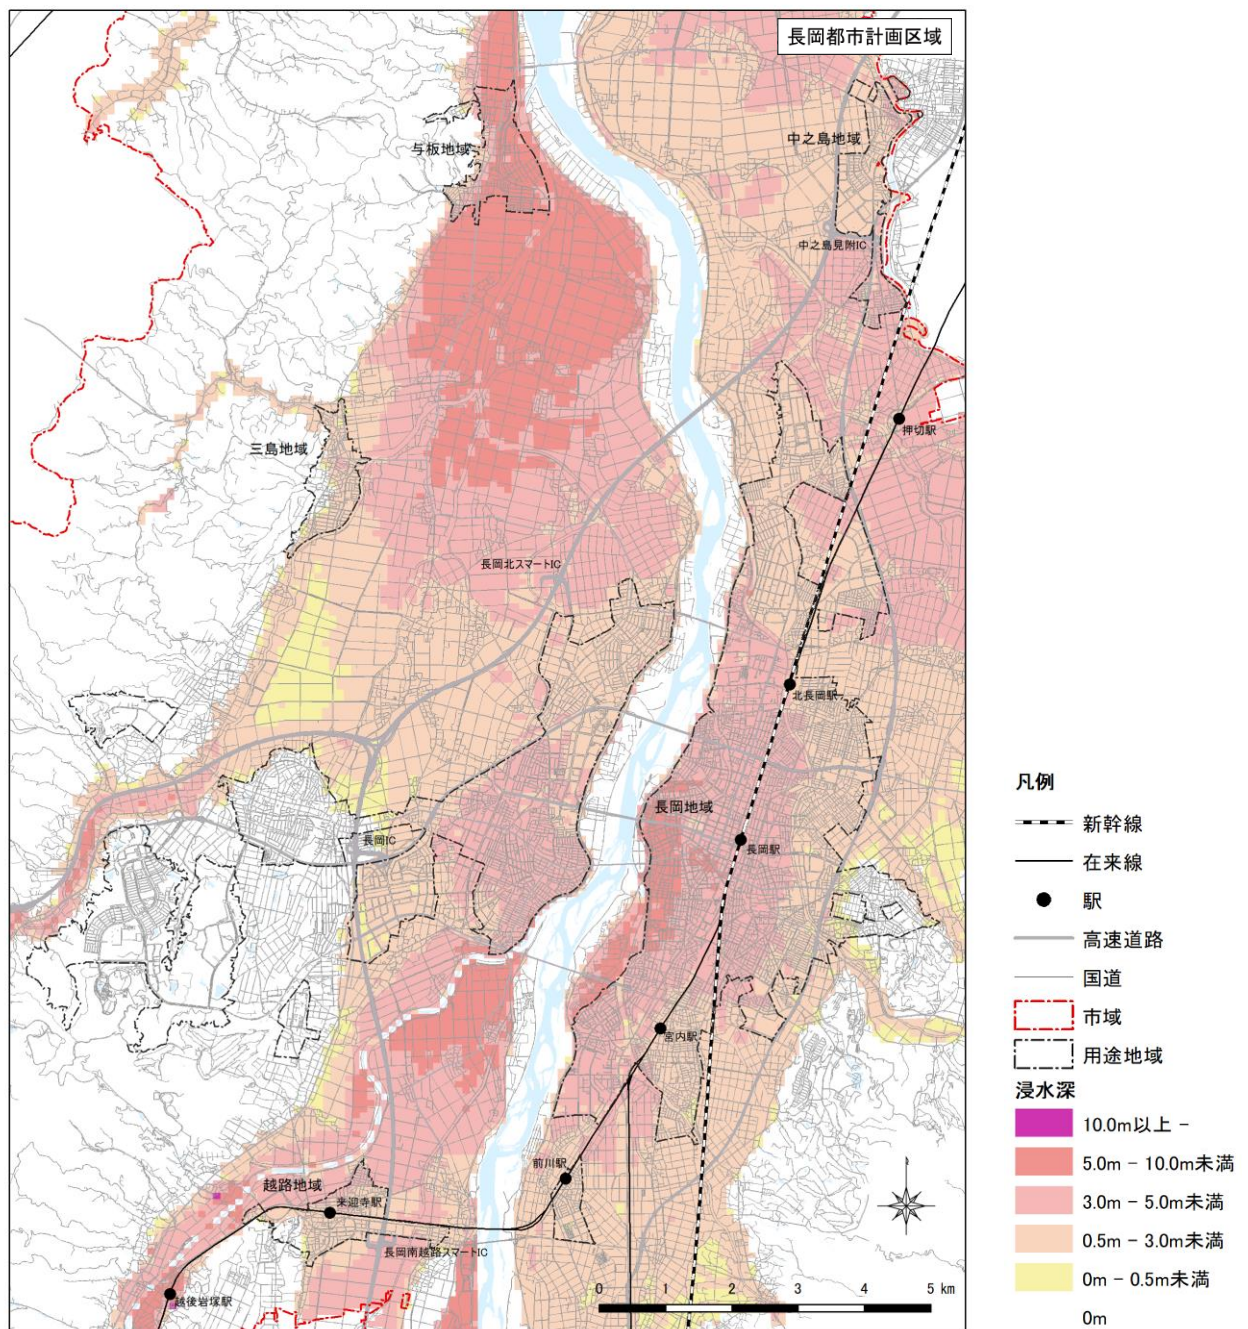 長岡都市計画区域
与板地域
中之島地域
中之島見附IC
押切駅
三島地域
長岡北スマートIC
北長岡駅
長岡地域
長岡駅
長岡IC
宮内駅
前川駅
越路地域
来迎寺駅
長岡南越路スマートIC
越後岩塚駅
0 1 2 3 4 5 km
凡例
新幹線
在来線
駅
高速道路
国道
市域
用途地域
浸水深
10.0m以上 -
5.0m - 10.0m未満
3.0m - 5.0m未満
0.5m - 3.0m未満
0m - 0.5m未満
0m